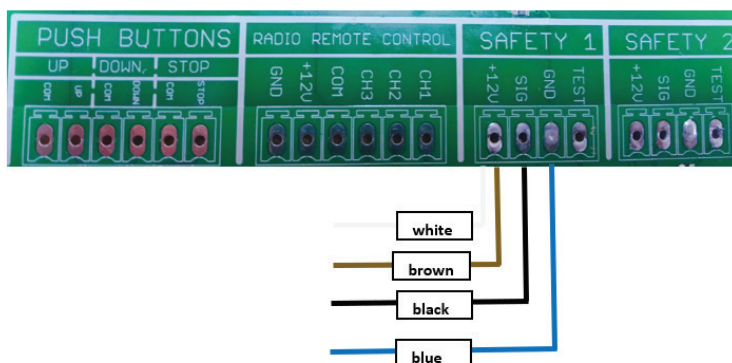 PUSH BUTTONS
UP DOWN STOP
COM UP COM DOWN COM STOP
RADIO REMOTE CONTROL
GND +12V COM CH3 CH2 CH1
SAFETY 1
+12V SIG GND TEST
SAFETY 2
+12V SIG GND TEST
white
brown
black
blue